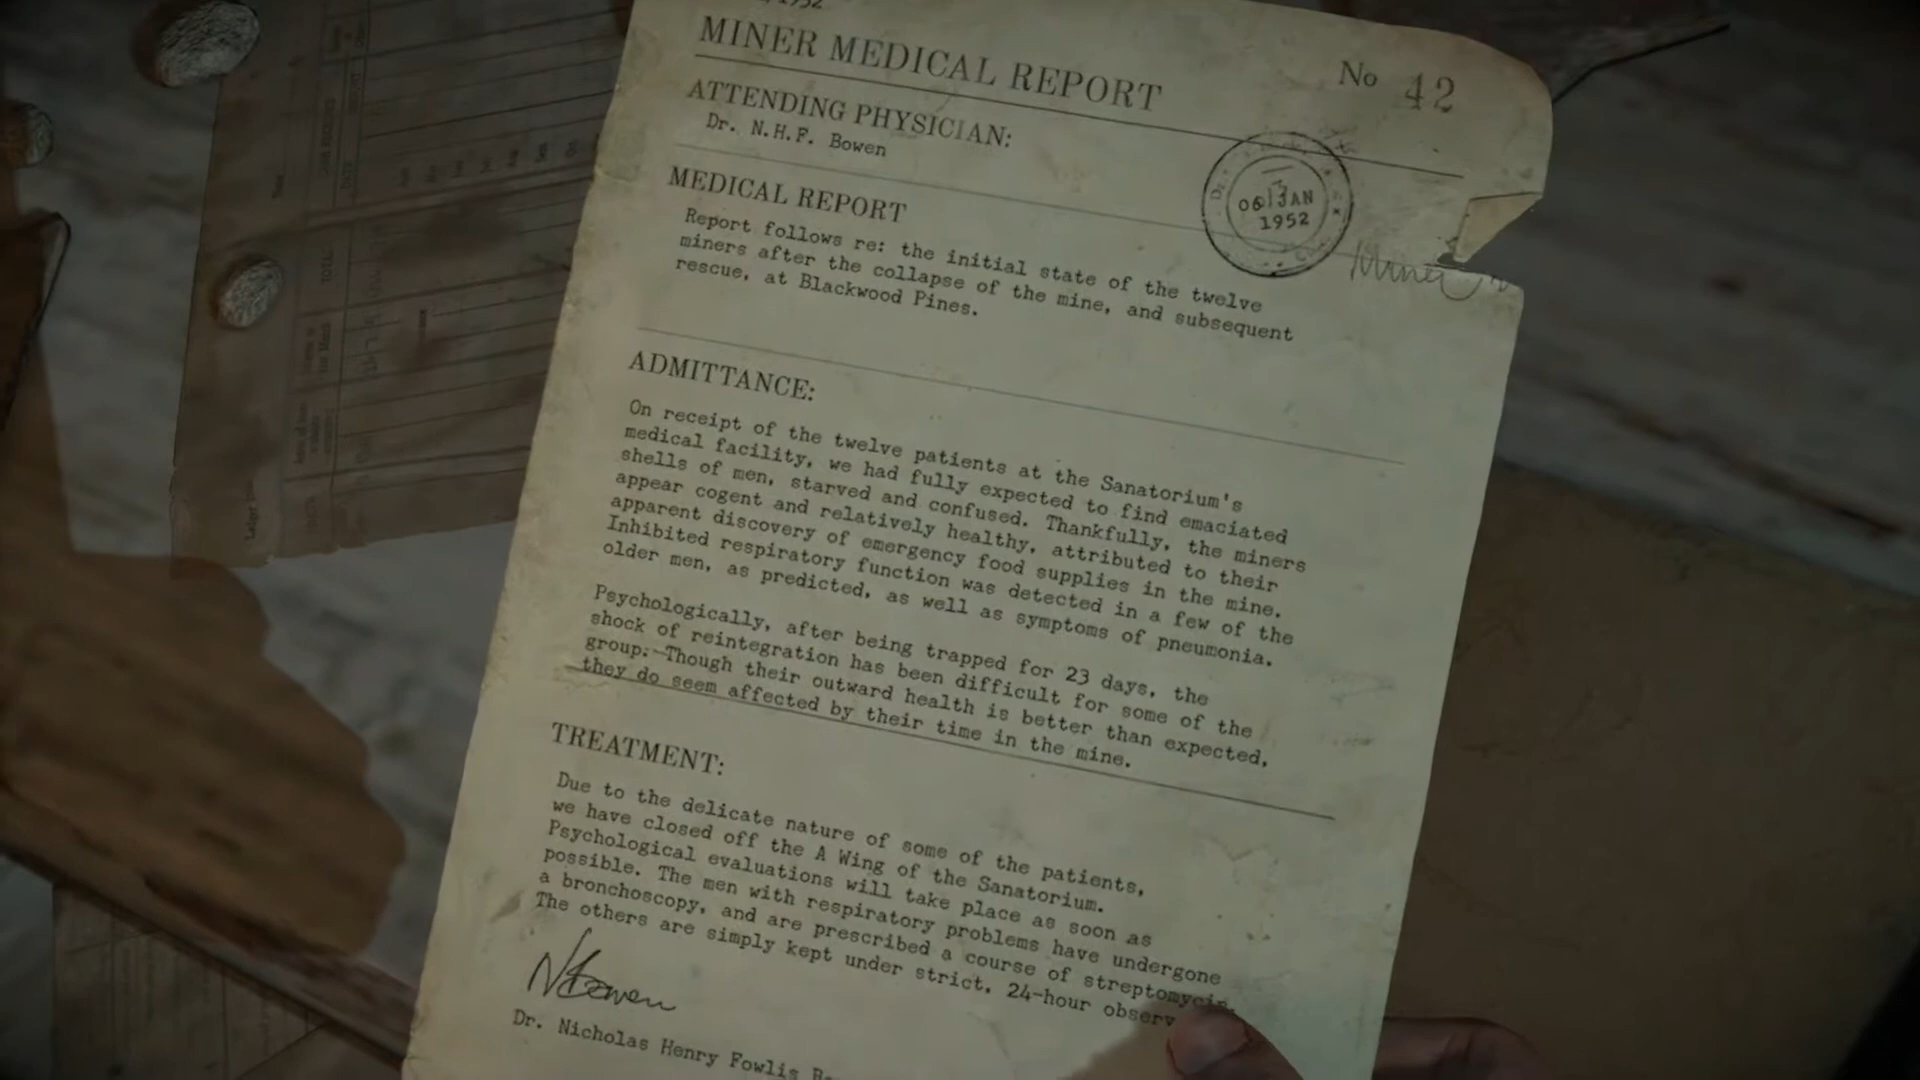 1952
MINER MEDICAL REPORT
No 42
ATTENDING PHYSICIAN:
Dr. N.H.F. Bowen
06 JAN
1952
Miner
MEDICAL REPORT
Report follows re: the initial state of the twelve
miners after the collapse of the mine, and subsequent
rescue, at Blackwood Pines.
ADMITTANCE:
On receipt of the twelve patients at the Sanatorium's
medical facility, we had fully expected to find emaciated
shells of men, starved and confused. Thankfully, the miners
appear cogent and relatively healthy, attributed to their
apparent discovery of emergency food supplies in the mine.
Inhibited respiratory function was detected in a few of the
older men, as predicted, as well as symptoms of pneumonia.
Psychologically, after being trapped for 23 days, the
shock of reintegration has been difficult for some of the
group. Though their outward health is better than expected,
they do seem affected by their time in the mine.
TREATMENT:
Due to the delicate nature of some of the patients,
we have closed off the A Wing of the Sanatorium.
Psychological evaluations will take place as soon as
possible. The men with respiratory problems have undergone
a bronchoscopy, and are prescribed a course of streptomycin.
The others are simply kept under strict, 24-hour observ
NBowen
Dr. Nicholas Henry Fowlis B
TOTAL